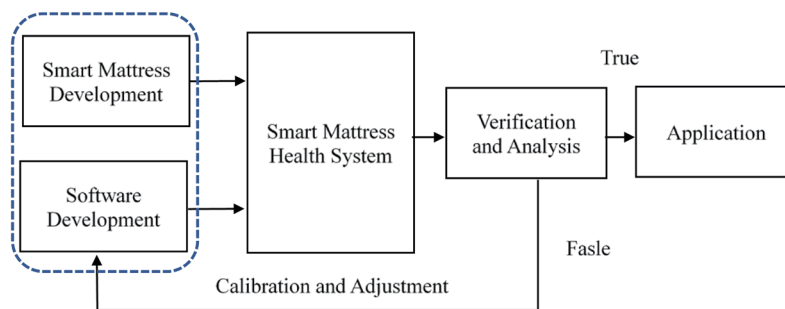 Smart Mattress
Development
Software
Development
Smart Mattress
Health System
Verification
and Analysis
True
Application
Fasle
Calibration and Adjustment